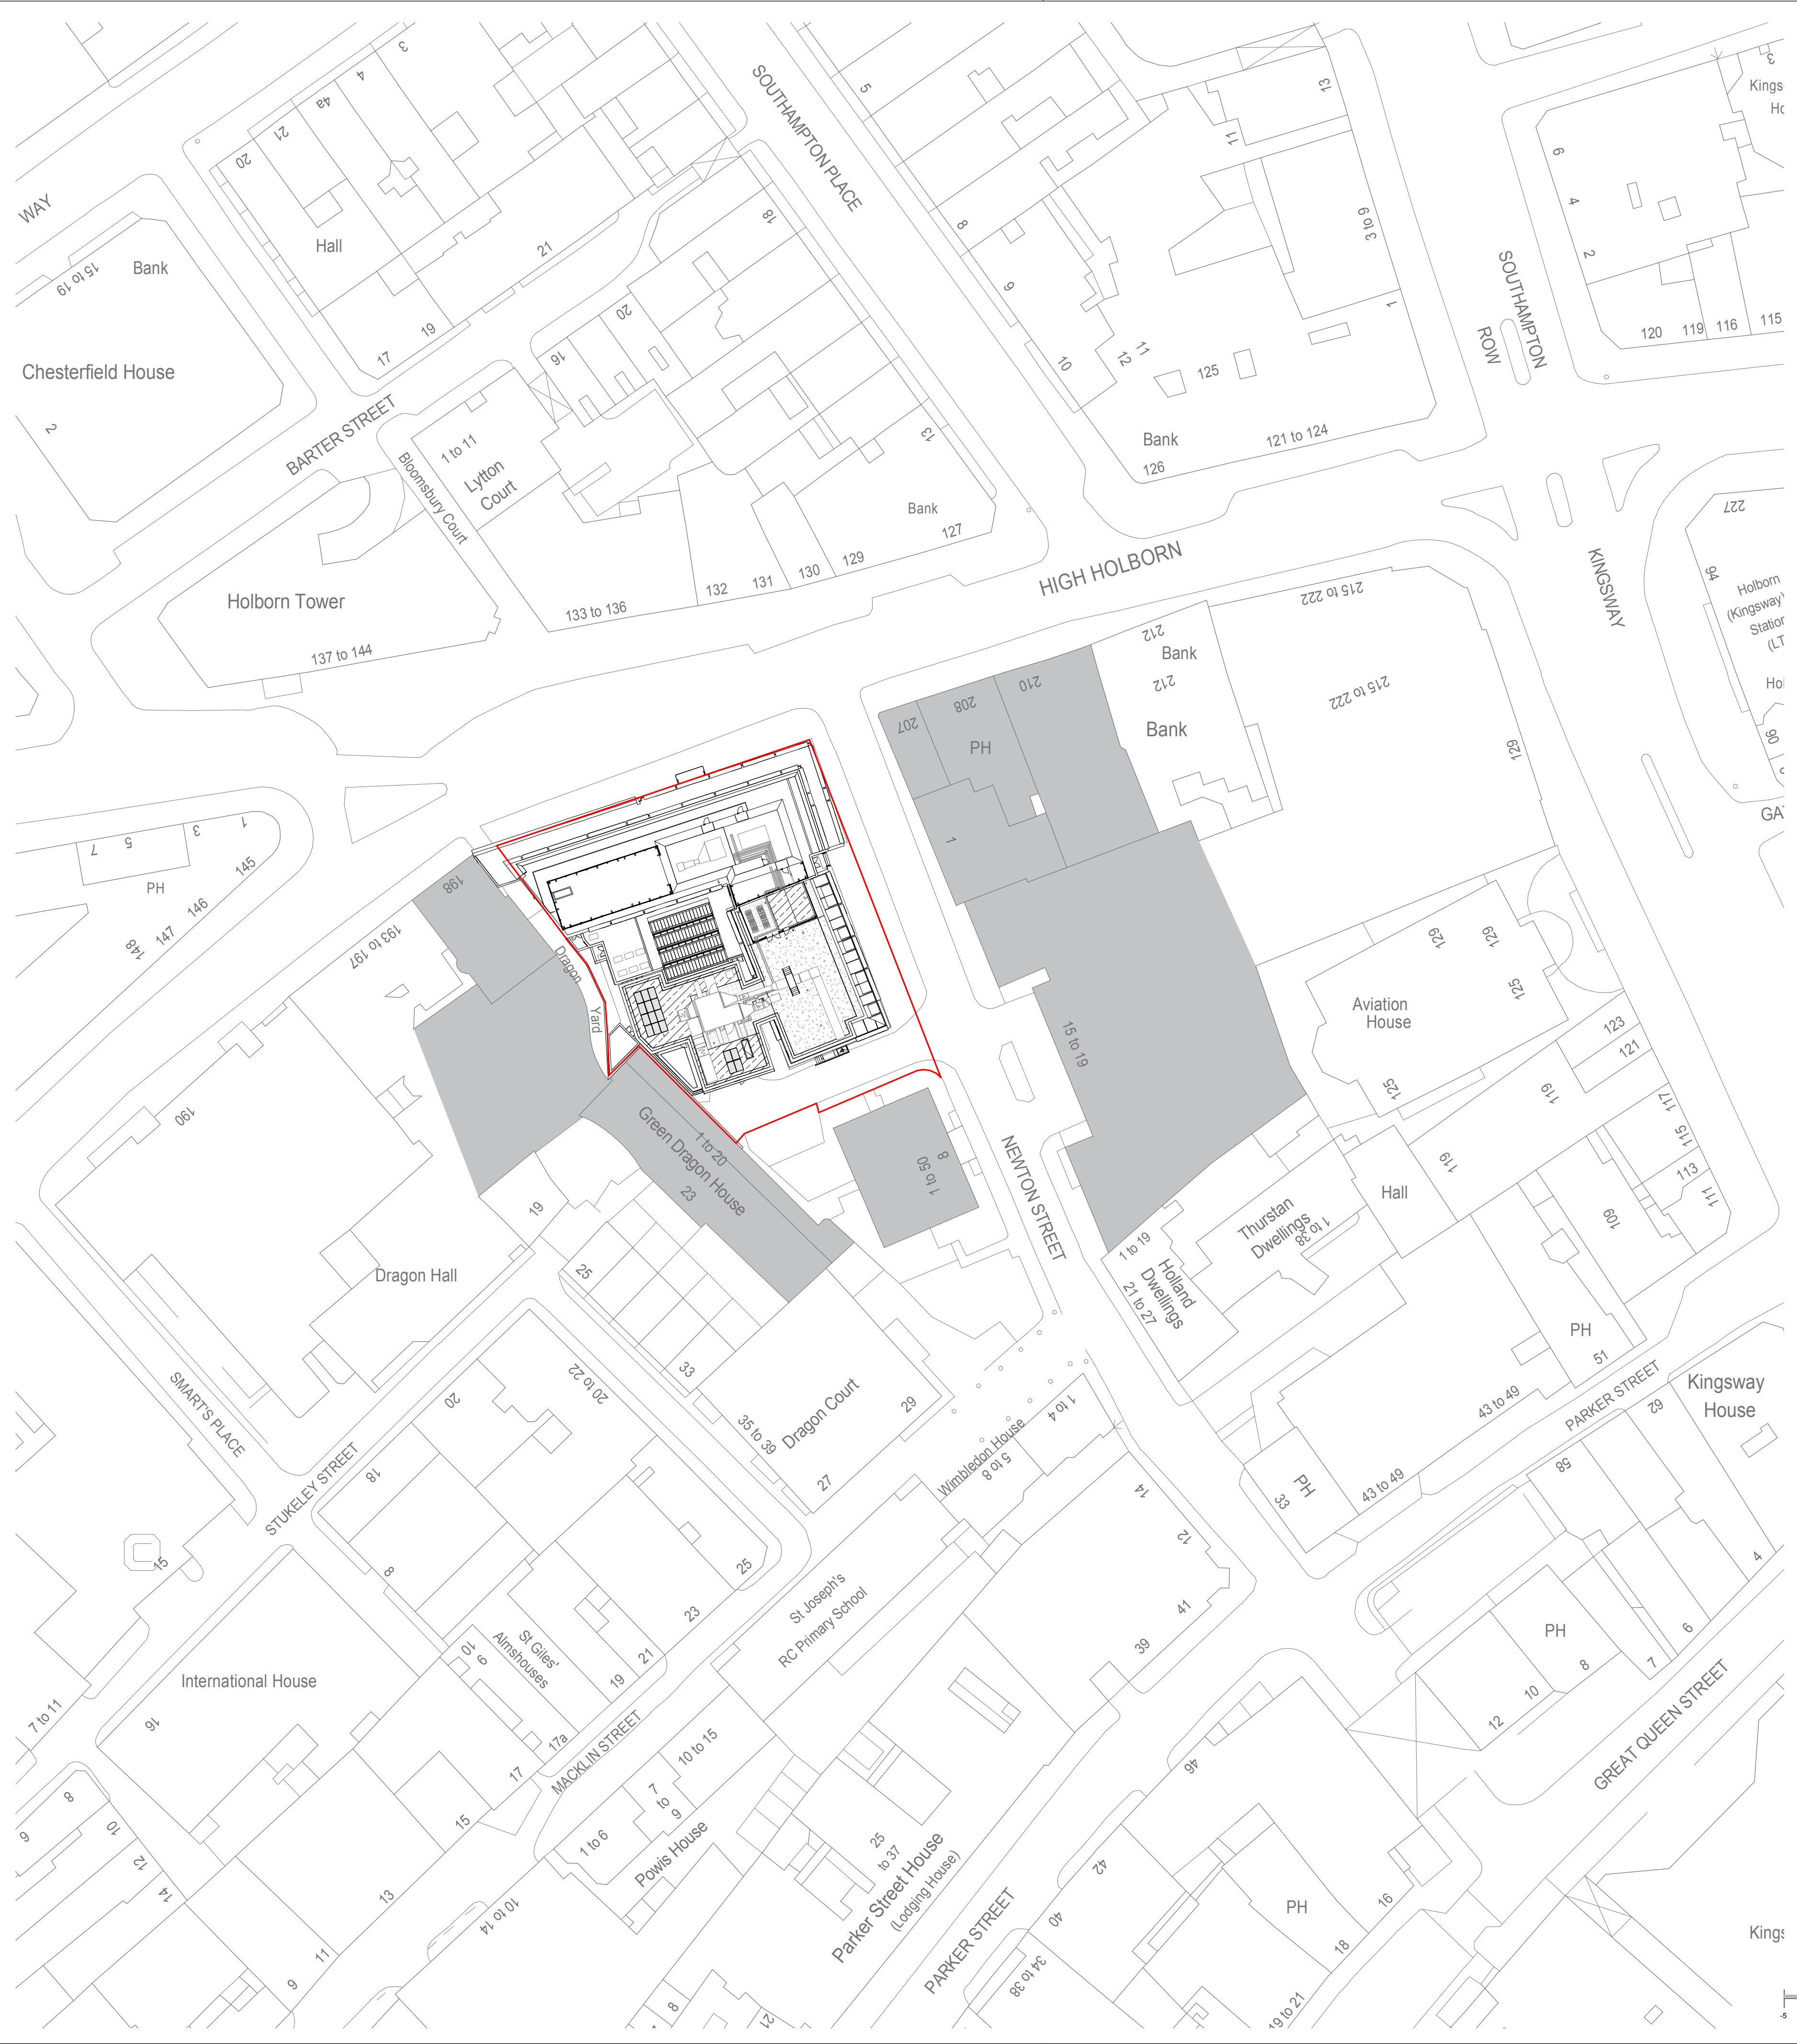 3
4
4a
21
20
Hall
WAY
15 to 19
Bank
21
19
17
Chesterfield House
2
BARTER STREET
SOUTHAMPTON PLACE
18
20
16
13
1 to 11
Lytton
Court
Bloomsbury Court
Bank
127
129
130
131
132
133 to 136
Holborn Tower
137 to 144
5
8
9
10
11
12
125
13
11
3 to 9
1
Bank
126
121 to 124
SOUTHAMPTON
ROW
3
Kings
6
4
2
120
119
116
115
HIGH HOLBORN
KINGSWAY
227
94
Holborn
(Kingsway)
Station
(LT
Hol
90
GA
215 to 222
215 to 222
129
212
Bank
212
Bank
210
208
207
PH
1
15 to 19
7
5
3
1
PH
145
146
147
148
198
193 to 197
190
Dragon
Yard
1 to 20
Green Dragon House
23
8
1 to 50
NEWTON STREET
129
129
125
Aviation
House
125
123
121
119
117
115
113
111
119
109
Hall
Thurstan
Dwellings
1 to 38
1 to 19
Holland
Dwellings
21 to 27
PH
51
43 to 49
43 to 49
PARKER STREET
PH
33
Kingsway
House
62
58
4
6
7
8
PH
10
12
GREAT QUEEN STREET
19
25
33
35 to 39
Dragon Court
29
27
Dragon Hall
SMART'S PLACE
STUKELEY STREET
20
20 to 22
18
8
25
23
21
19
St Giles'
Almshouses
10
9
17a
17
15
13
11
9
MACKLIN STREET
15
International House
16
7 to 11
8
6
10
12
14
Wimbledon House
5 to 8
1 to 4
14
12
41
39
St Joseph's
RC Primary School
10 to 15
7
to
9
1 to 6
Powis House
10 to 14
25
to 37
Parker Street House
(Lodging House)
PARKER STREET
8
21
46
42
40
34 to 38
PH
16
18
19 to 21
Kings
-5